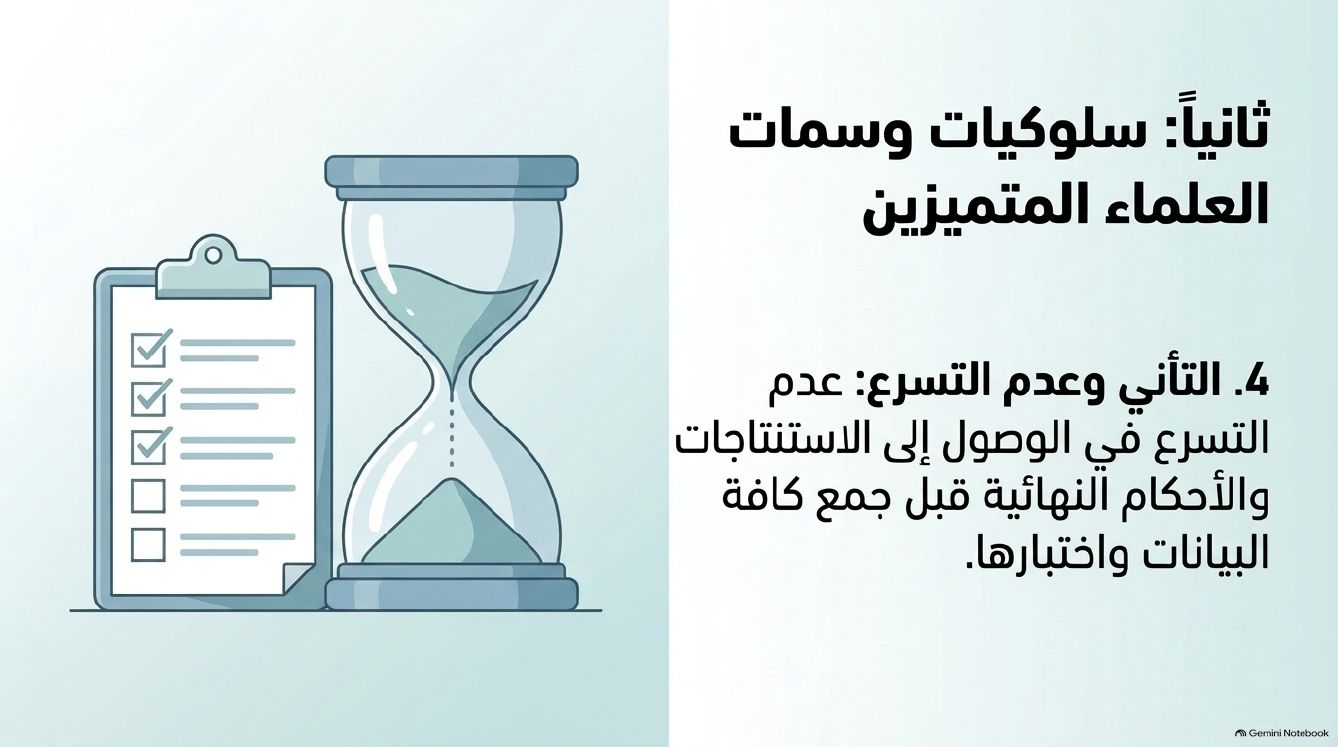 ثانياً: سلوكيات وسمات
العلماء المتميزين
4. التأني وعدم التسرع: عدم
التسرع في الوصول إلى الاستنتاجات
والأحكام النهائية قبل جمع كافة
البيانات واختبارها.
Gemini Notebook